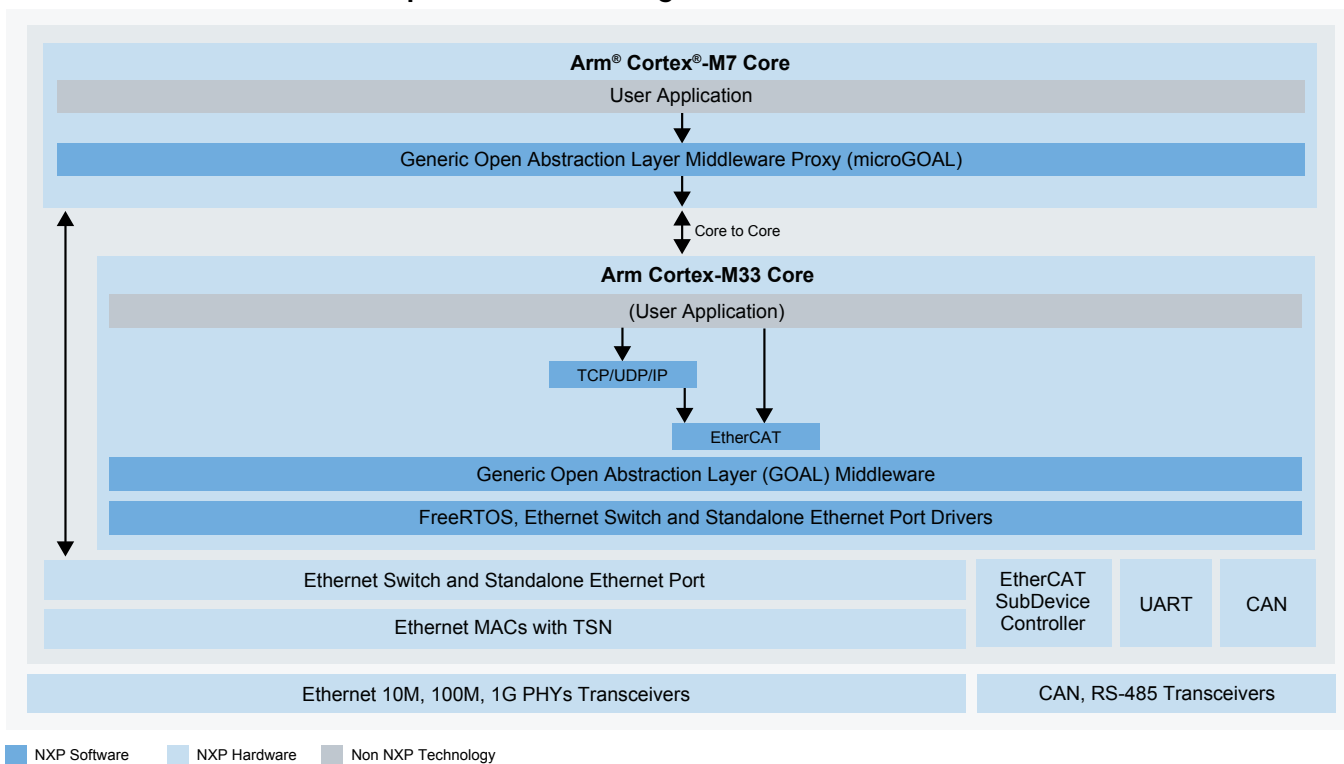 Arm® Cortex®-M7 Core
User Application
Generic Open Abstraction Layer Middleware Proxy (microGOAL)
Core to Core
Arm Cortex-M33 Core
(User Application)
TCP/UDP/IP
EtherCAT
Generic Open Abstraction Layer (GOAL) Middleware
FreeRTOS, Ethernet Switch and Standalone Ethernet Port Drivers
Ethernet Switch and Standalone Ethernet Port
Ethernet MACs with TSN
EtherCAT
SubDevice
Controller
UART
CAN
Ethernet 10M, 100M, 1G PHYs Transceivers
CAN, RS-485 Transceivers
NXP Software
NXP Hardware
Non NXP Technology